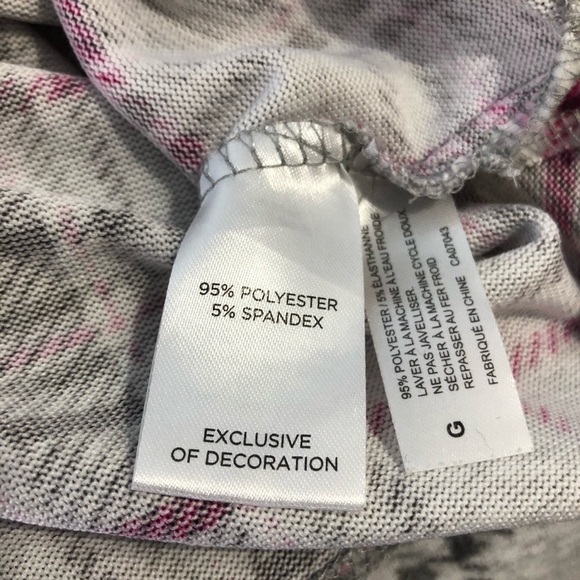 95% POLYESTER
5% SPANDEX
EXCLUSIVE
OF DECORATION
95% POLYESTER / 5% ÉLASTHANNE
LAVER À LA MACHINE À L'EAU FROIDE
NE PAS JAVELLISER. CYCLE DOUX
SÉCHER À LA MACHINE FROID
REPASSER AU FER
FABRIQUÉ EN CHINE CA07043
G